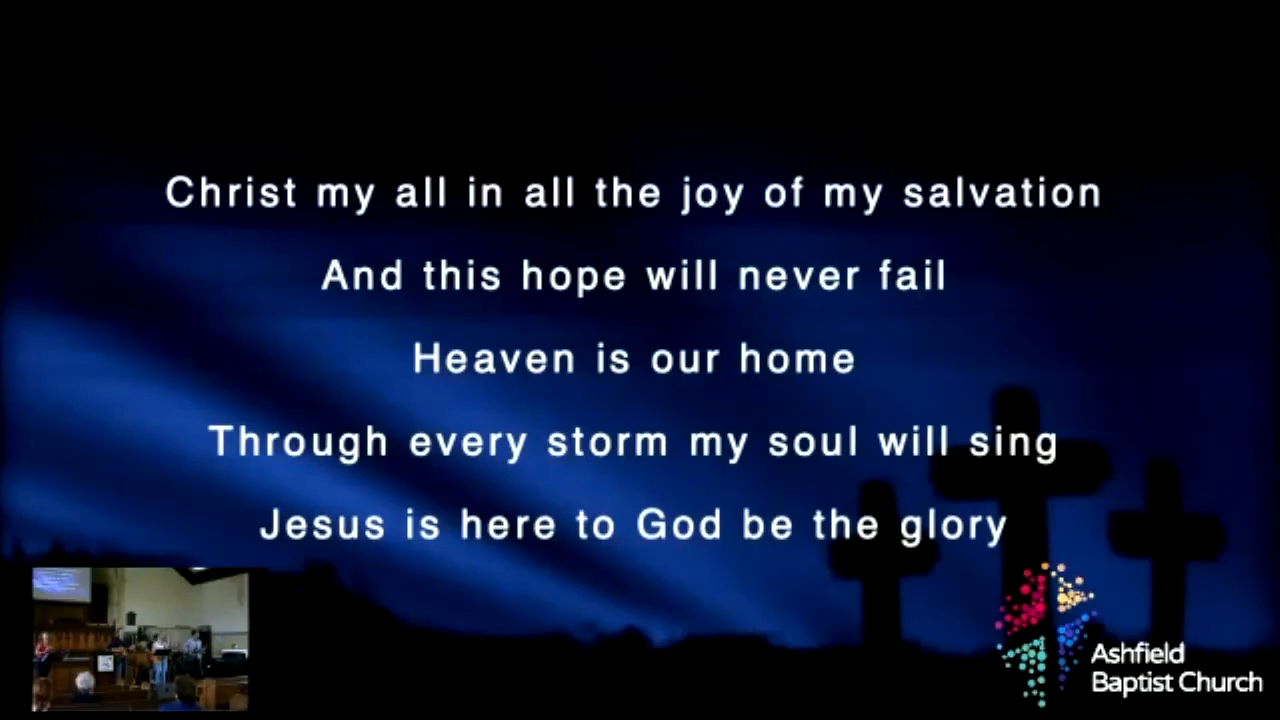 Christ my all in all the joy of my salvation
And this hope will never fail
Heaven is our home
Through every storm my soul will sing
Jesus is here to God be the glory
Ashfield
Baptist Church